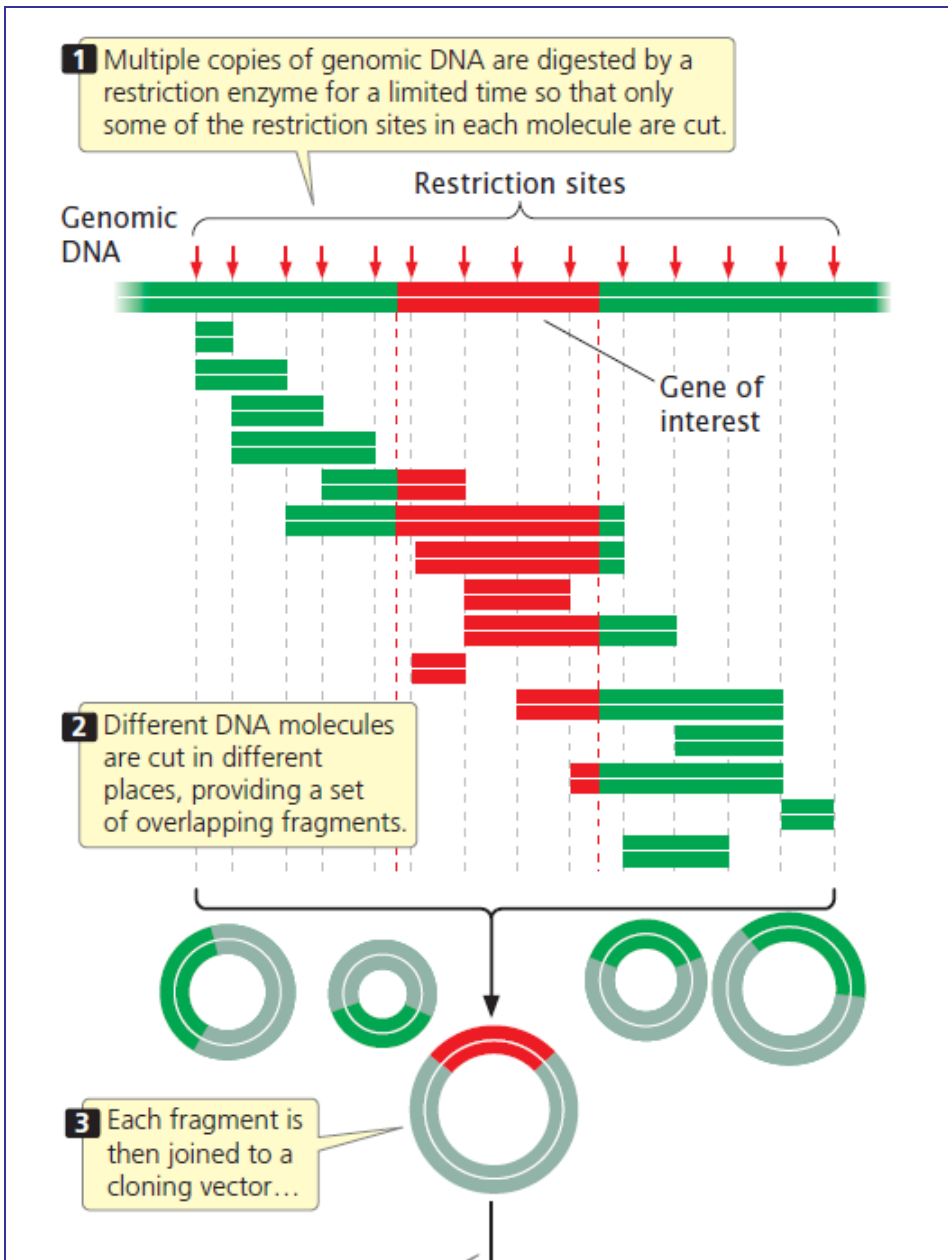 1 Multiple copies of genomic DNA are digested by a
restriction enzyme for a limited time so that only
some of the restriction sites in each molecule are cut.
Restriction sites
Genomic
DNA
Gene of
interest
2 Different DNA molecules
are cut in different
places, providing a set
of overlapping fragments.
3 Each fragment is
then joined to a
cloning vector…